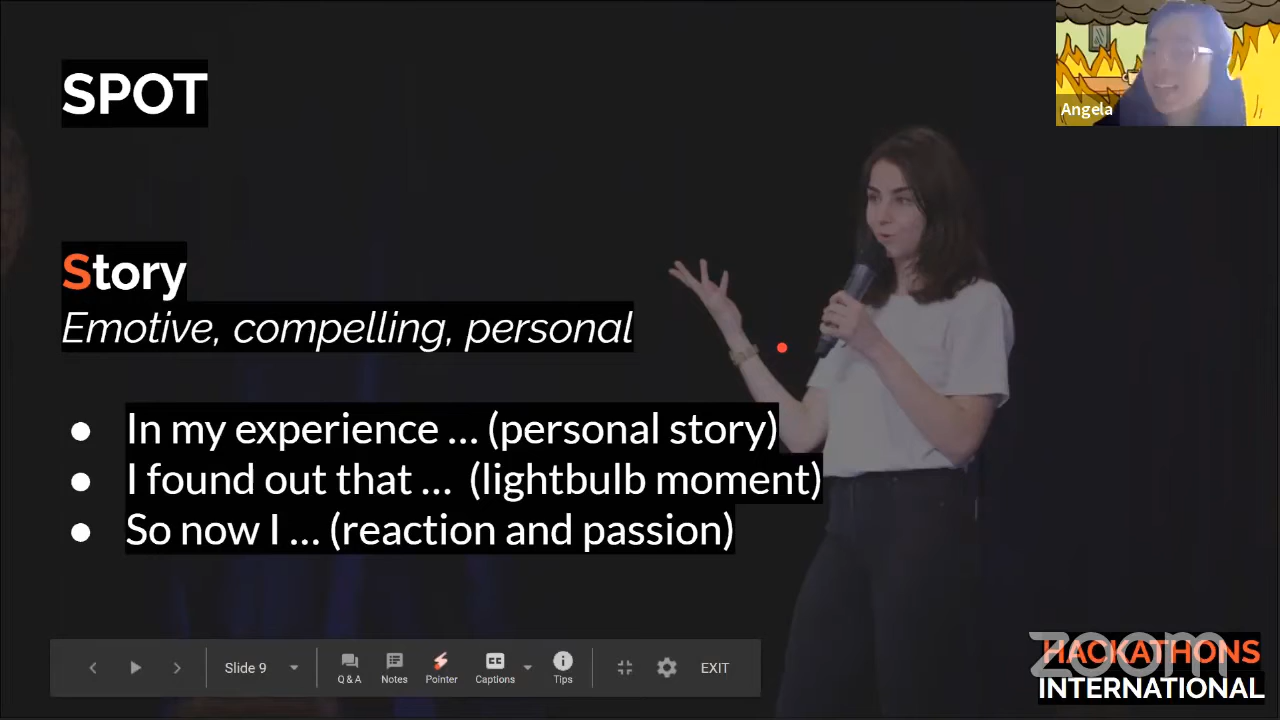 SPOT
Angela
Story
Emotive, compelling, personal
● In my experience ... (personal story)
● I found out that ... (lightbulb moment)
● So now I ... (reaction and passion)
Slide 9
Q & A
Notes
Pointer
CC
Captions
Tips
EXIT
zoom
HACKATHONS
INTERNATIONAL